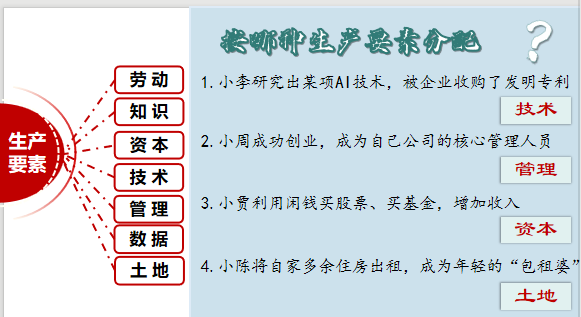 按哪种生产要素分配
?
生产
要素
劳动
知识
资本
技术
管理
数据
土地
1.小李研究出某项AI技术，被企业收购了发明专利
技术
2.小周成功创业，成为自己公司的核心管理人员
管理
3.小贾利用闲钱买股票、买基金，增加收入
资本
4.小陈将自家多余住房出租，成为年轻的“包租婆”
土地